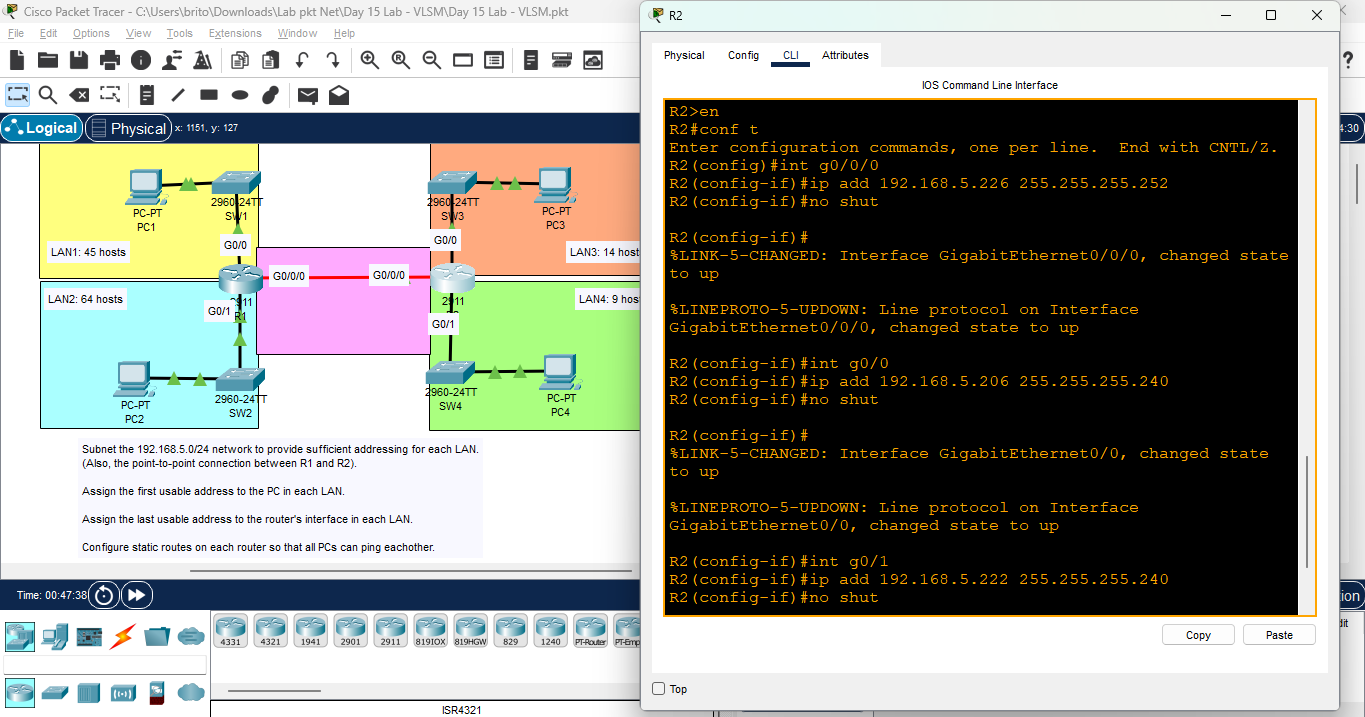 Cisco Packet Tracer - C:\Users\brito\Downloads\Lab pkt Net\Day 15 Lab - VLSM\Day 15 Lab - VLSM.pkt
File Edit Options View Tools Extensions Window Help
Logical Physical x: 1151, y: 127
4:30
PC-PT
PC1
2960-24TT
SW1
LAN1: 45 hosts
G0/0
2960-24TT
SW3
PC-PT
PC3
G0/0
LAN3: 14 host
G0/0/0
G0/0/0
LAN2: 64 hosts
G0/1
2911
R1
2911
G0/1
LAN4: 9 hos
PC-PT
PC2
2960-24TT
SW2
2960-24TT
SW4
PC-PT
PC4
Subnet the 192.168.5.0/24 network to provide sufficient addressing for each LAN.
(Also, the point-to-point connection between R1 and R2).
Assign the first usable address to the PC in each LAN.
Assign the last usable address to the router's interface in each LAN.
Configure static routes on each router so that all PCs can ping eachother.
Time: 00:47:38
4331 4321 1941 2901 2911 819IOX 819HGW 829 1240 PT-Router PT-Emp
ISR4321
R2
Physical Config CLI Attributes
IOS Command Line Interface
R2>en
R2#conf t
Enter configuration commands, one per line. End with CNTL/Z.
R2(config)#int g0/0/0
R2(config-if)#ip add 192.168.5.226 255.255.255.252
R2(config-if)#no shut
R2(config-if)#
%LINK-5-CHANGED: Interface GigabitEthernet0/0/0, changed state
to up
%LINEPROTO-5-UPDOWN: Line protocol on Interface
GigabitEthernet0/0/0, changed state to up
R2(config-if)#int g0/0
R2(config-if)#ip add 192.168.5.206 255.255.255.240
R2(config-if)#no shut
R2(config-if)#
%LINK-5-CHANGED: Interface GigabitEthernet0/0, changed state
to up
%LINEPROTO-5-UPDOWN: Line protocol on Interface
GigabitEthernet0/0, changed state to up
R2(config-if)#int g0/1
R2(config-if)#ip add 192.168.5.222 255.255.255.240
R2(config-if)#no shut
Copy Paste
Top
ion
dit